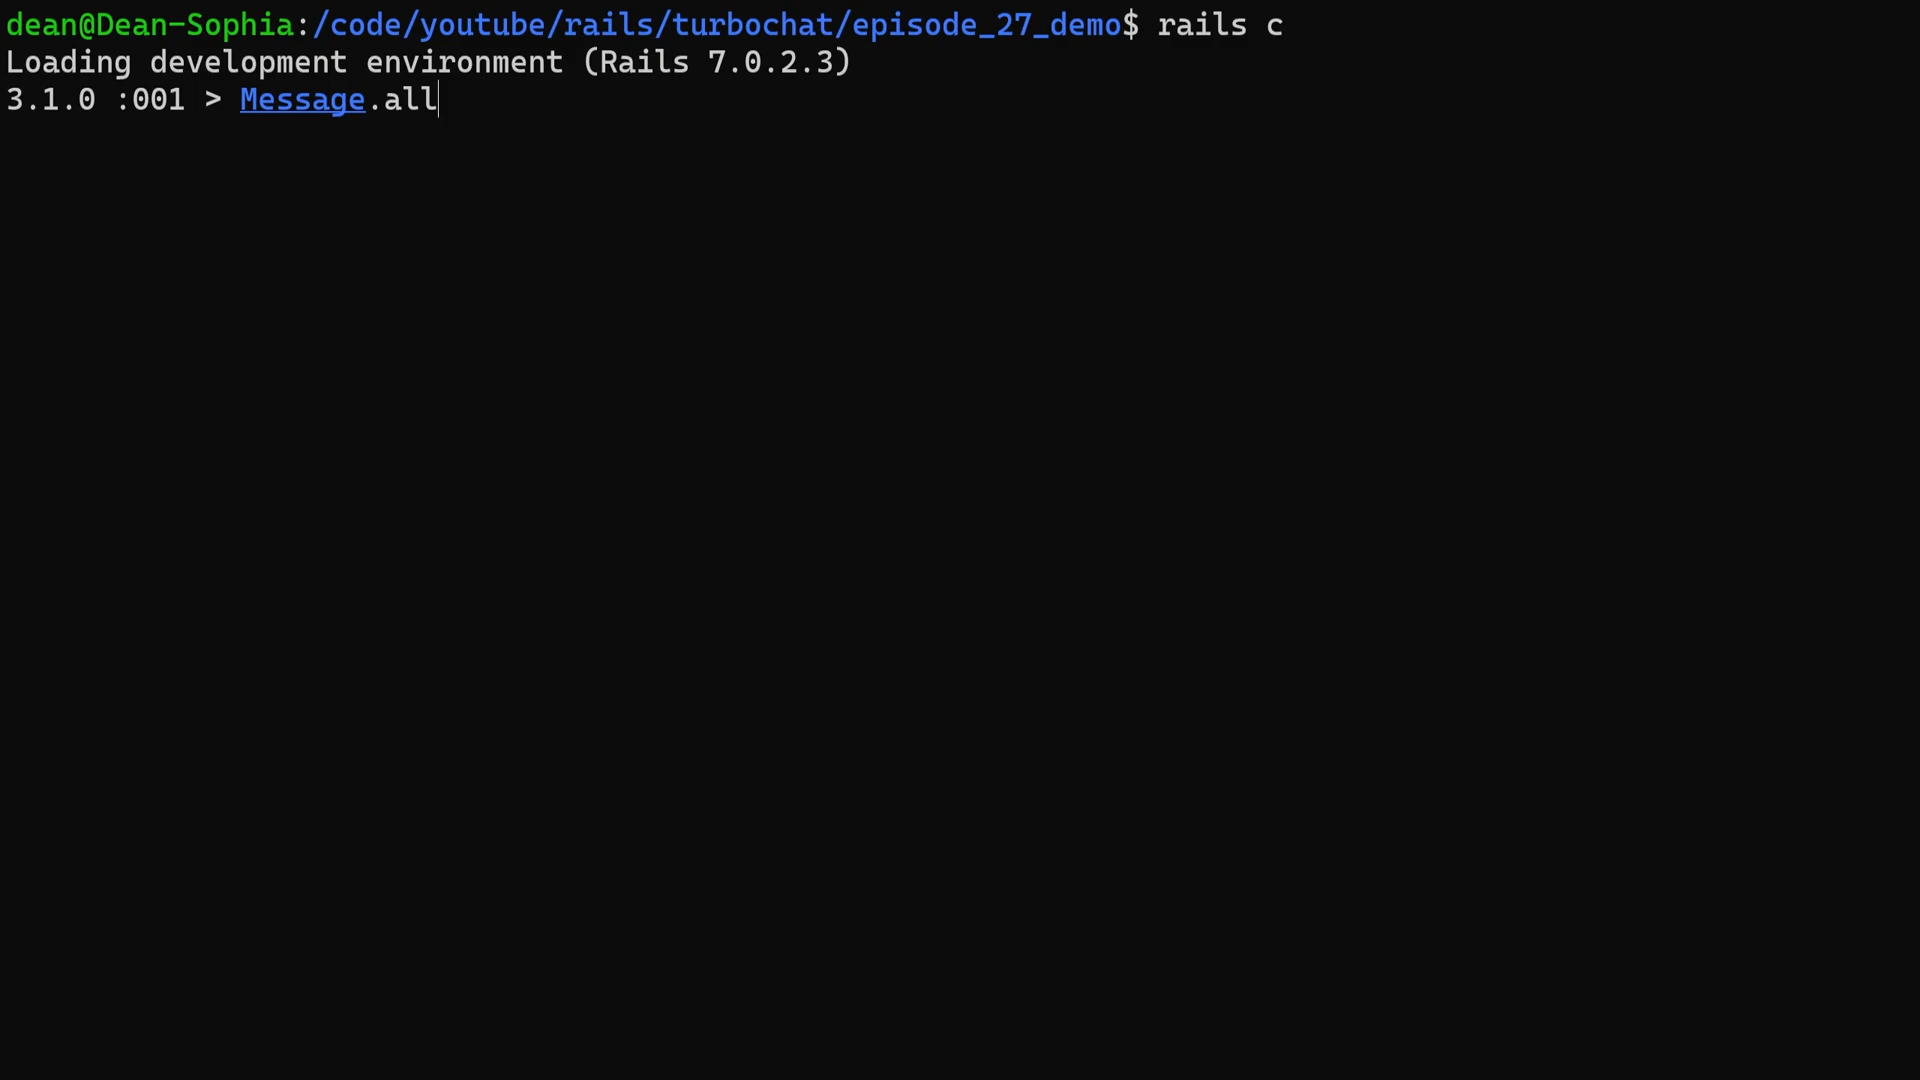 dean@Dean-Sophia:/code/youtube/rails/turbochat/episode_27_demo$ rails c
Loading development environment (Rails 7.0.2.3)
3.1.0 :001 > Message.all